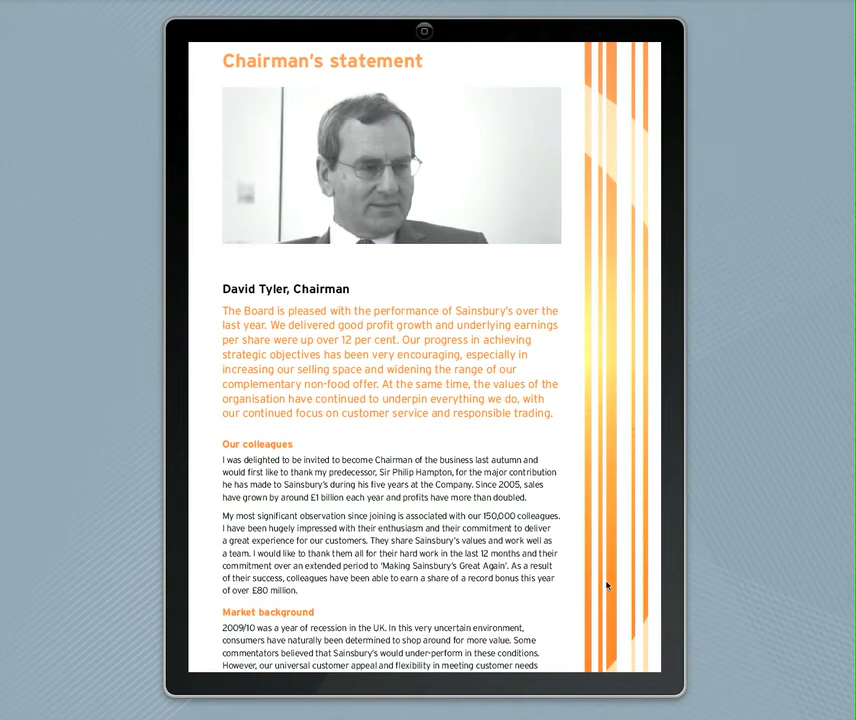 Chairman's statement
David Tyler, Chairman
The Board is pleased with the performance of Sainsbury's over the
last year. We delivered good profit growth and underlying earnings
per share were up over 12 per cent. Our progress in achieving
strategic objectives has been very encouraging, especially in
increasing our selling space and widening the range of our
complementary non-food offer. At the same time, the values of the
organisation have continued to underpin everything we do, with
our continued focus on customer service and responsible trading.
Our colleagues
I was delighted to be invited to become Chairman of the business last autumn and
would first like to thank my predecessor, Sir Philip Hampton, for the major contribution
he has made to Sainsbury's during his five years at the Company. Since 2005, sales
have grown by around £1 billion each year and profits have more than doubled.
My most significant observation since joining is associated with our 150,000 colleagues.
I have been hugely impressed with their enthusiasm and their commitment to deliver
a great experience for our customers. They share Sainsbury's values and work well as
a team. I would like to thank them all for their hard work in the last 12 months and their
commitment over an extended period to 'Making Sainsbury's Great Again'. As a result
of their success, colleagues have been able to earn a share of a record bonus this year
of over £80 million.
Market background
2009/10 was a year of recession in the UK. In this very uncertain environment,
consumers have naturally been determined to shop around for more value. Some
commentators believed that Sainsbury's would under-perform in these conditions.
However, our universal customer appeal and flexibility in meeting customer needs